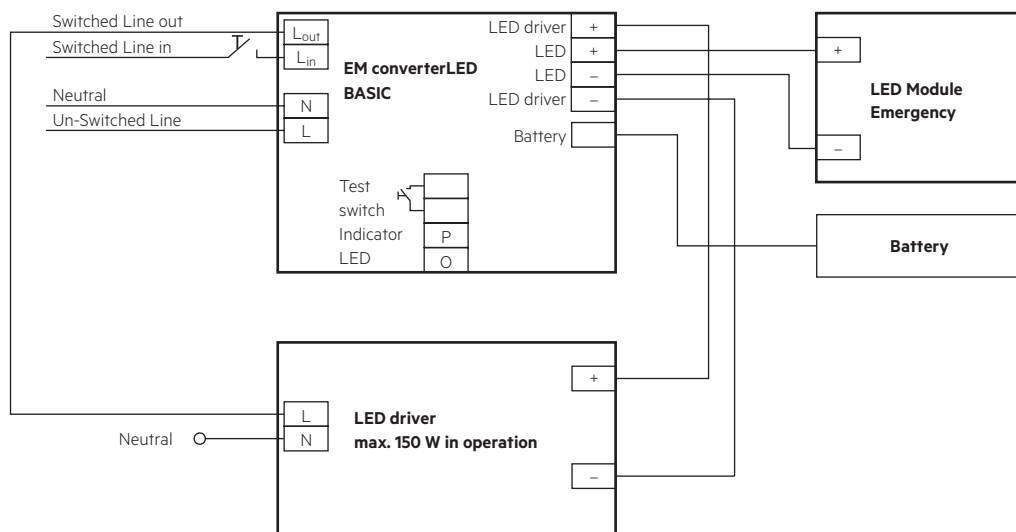 Switched Line out
Switched Line in
Neutral
Un-Switched Line
Lout
Lin
N
L
EM converterLED
BASIC
LED driver +
LED +
LED –
LED driver –
Battery
Test
switch
Indicator P
LED O
+
–
LED Module
Emergency
Battery
L
N
Neutral
LED driver
max. 150 W in operation
+
–